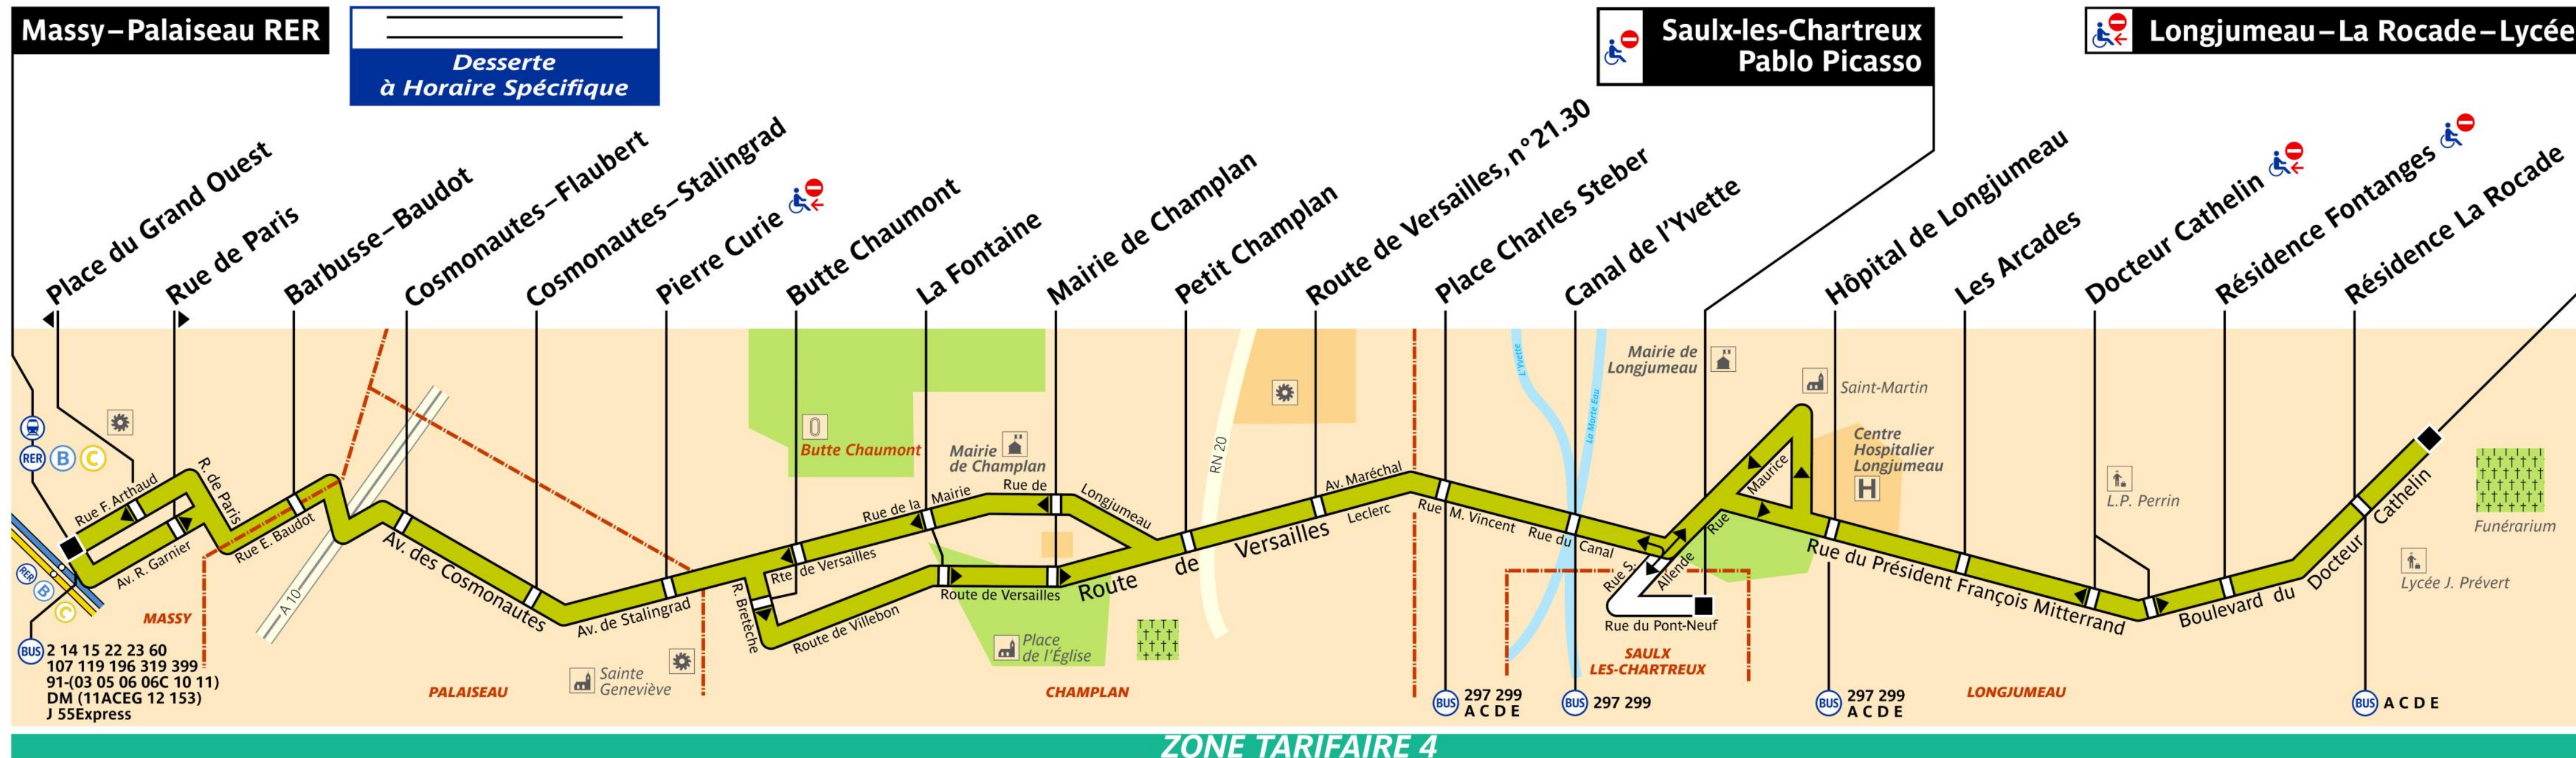 Massy–Palaiseau RER
Desserte
à Horaire Spécifique
Saulx-les-Chartreux
Pablo Picasso
Longjumeau–La Rocade–Lycée
Place du Grand Ouest
Rue de Paris
Barbusse–Baudot
Cosmonautes–Flaubert
Cosmonautes–Stalingrad
Pierre Curie
Butte Chaumont
La Fontaine
Mairie de Champlan
Petit Champlan
Route de Versailles, n°21.30
Place Charles Steber
Canal de l'Yvette
Hôpital de Longjumeau
Les Arcades
Docteur Cathelin
Résidence Fontanges
Résidence La Rocade
RER B C
Rue F. Arthaud
R. de Paris
Av. R. Garnier
Rue E. Baudot
RER
B
C
MASSY
A 10
Av. des Cosmonautes
Av. de Stalingrad
PALAISEAU
Sainte
Geneviève
Butte Chaumont
Mairie
de Champlan
Rue de la Mairie
Rue de
Longjumeau
Rte de Versailles
R. Bretèche
Route de Villebon
Route de Versailles
Place
de l'Église
CHAMPLAN
Route de Versailles
RN 20
Av. Maréchal
Leclerc
Rue M. Vincent
Rue du Canal
L'Yvette
La Morte Eau
Mairie de
Longjumeau
Saint-Martin
Centre
Hospitalier
Longjumeau
H
Rue Maurice
Rue S.
Allende
Rue du Pont-Neuf
SAULX
LES-CHARTREUX
Rue du Président François Mitterrand
LONGJUMEAU
L.P. Perrin
Boulevard du Docteur Cathelin
Lycée J. Prévert
Funérarium
BUS 2 14 15 22 23 60
107 119 196 319 399
91-(03 05 06 06C 10 11)
DM (11ACEG 12 153)
J 55Express
BUS 297 299
A C D E
BUS 297 299
BUS 297 299
A C D E
BUS A C D E
ZONE TARIFAIRE 4